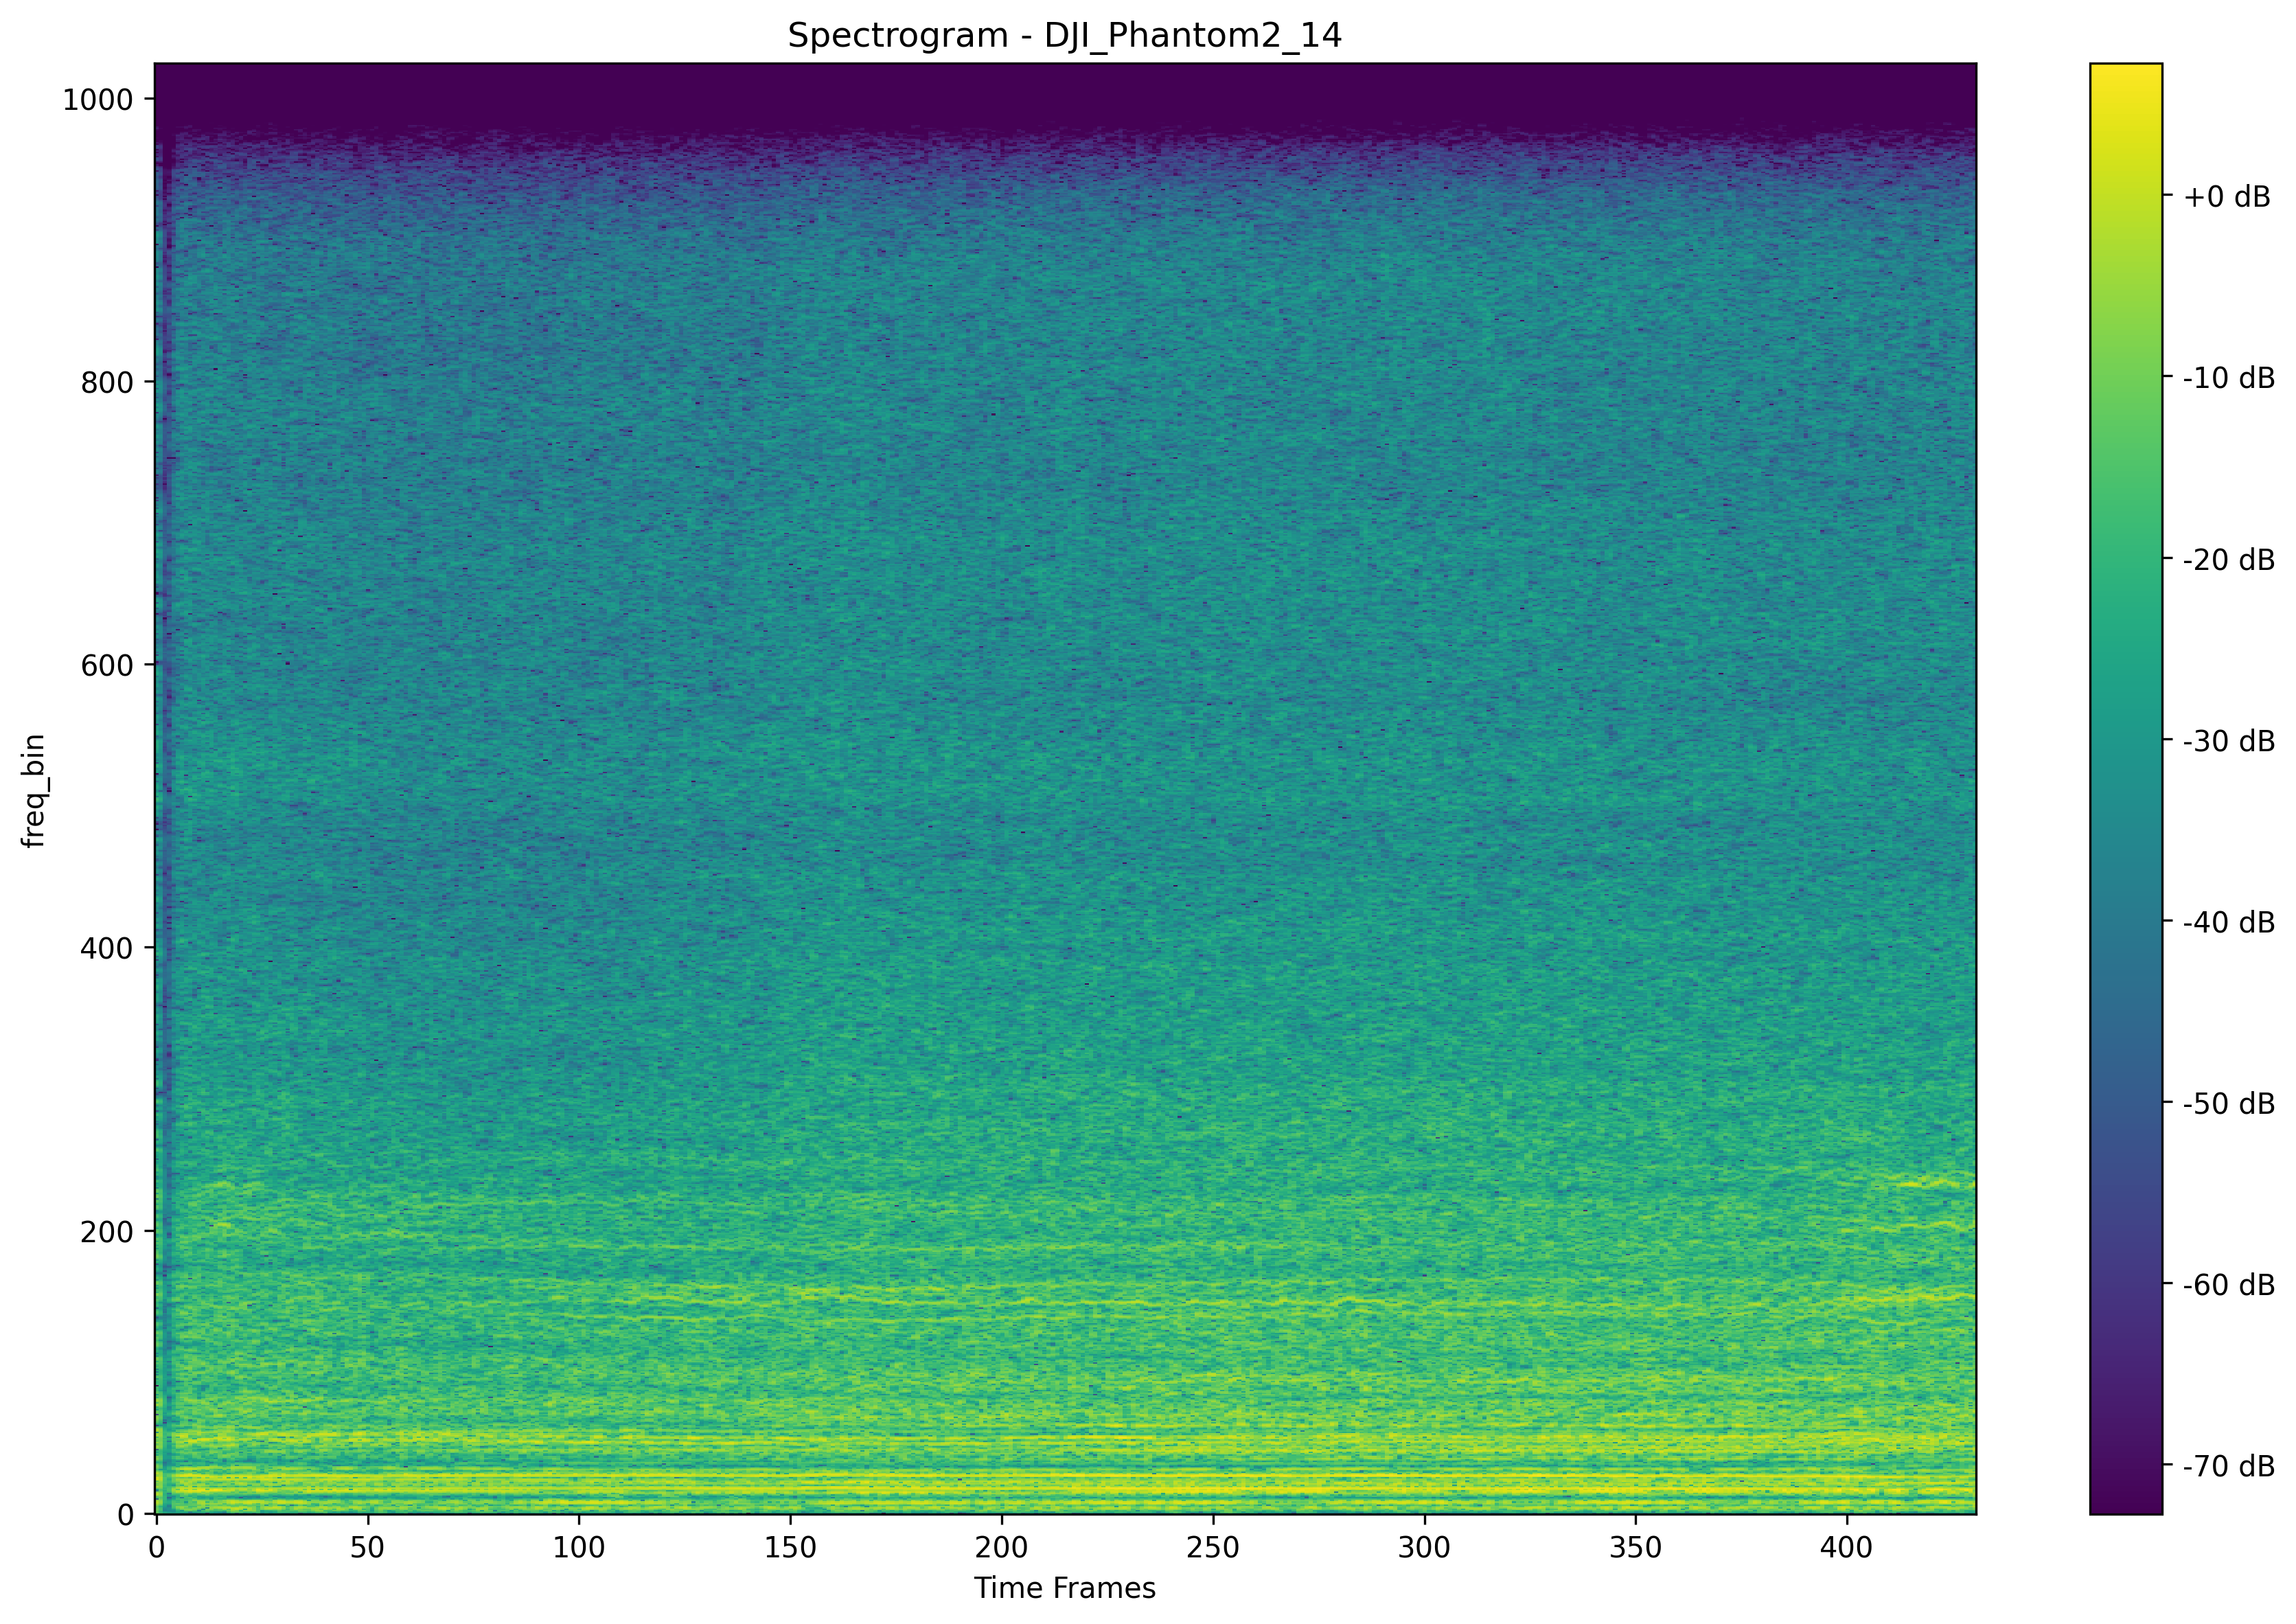 Spectrogram - DJI_Phantom2_14
1000
800
600
400
200
0
freq_bin
0 50 100 150 200 250 300 350 400
Time Frames
+0 dB
-10 dB
-20 dB
-30 dB
-40 dB
-50 dB
-60 dB
-70 dB